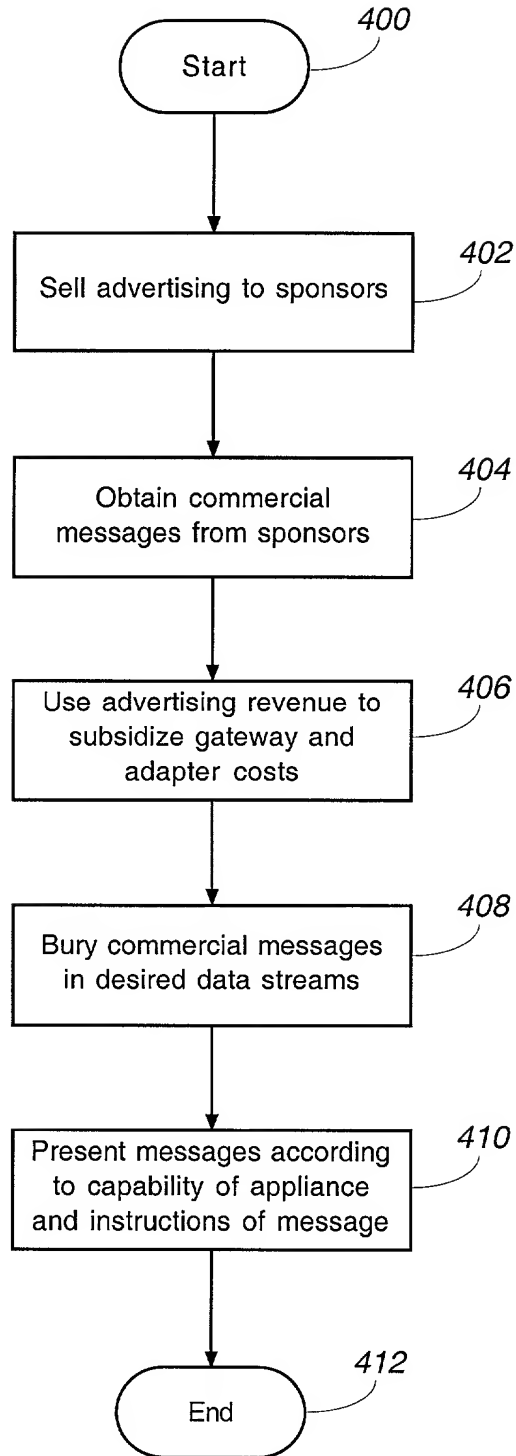 400
Start
402
Sell advertising to sponsors
404
Obtain commercial
messages from sponsors
406
Use advertising revenue to
subsidize gateway and
adapter costs
408
Bury commercial messages
in desired data streams
410
Present messages according
to capability of appliance
and instructions of message
412
End